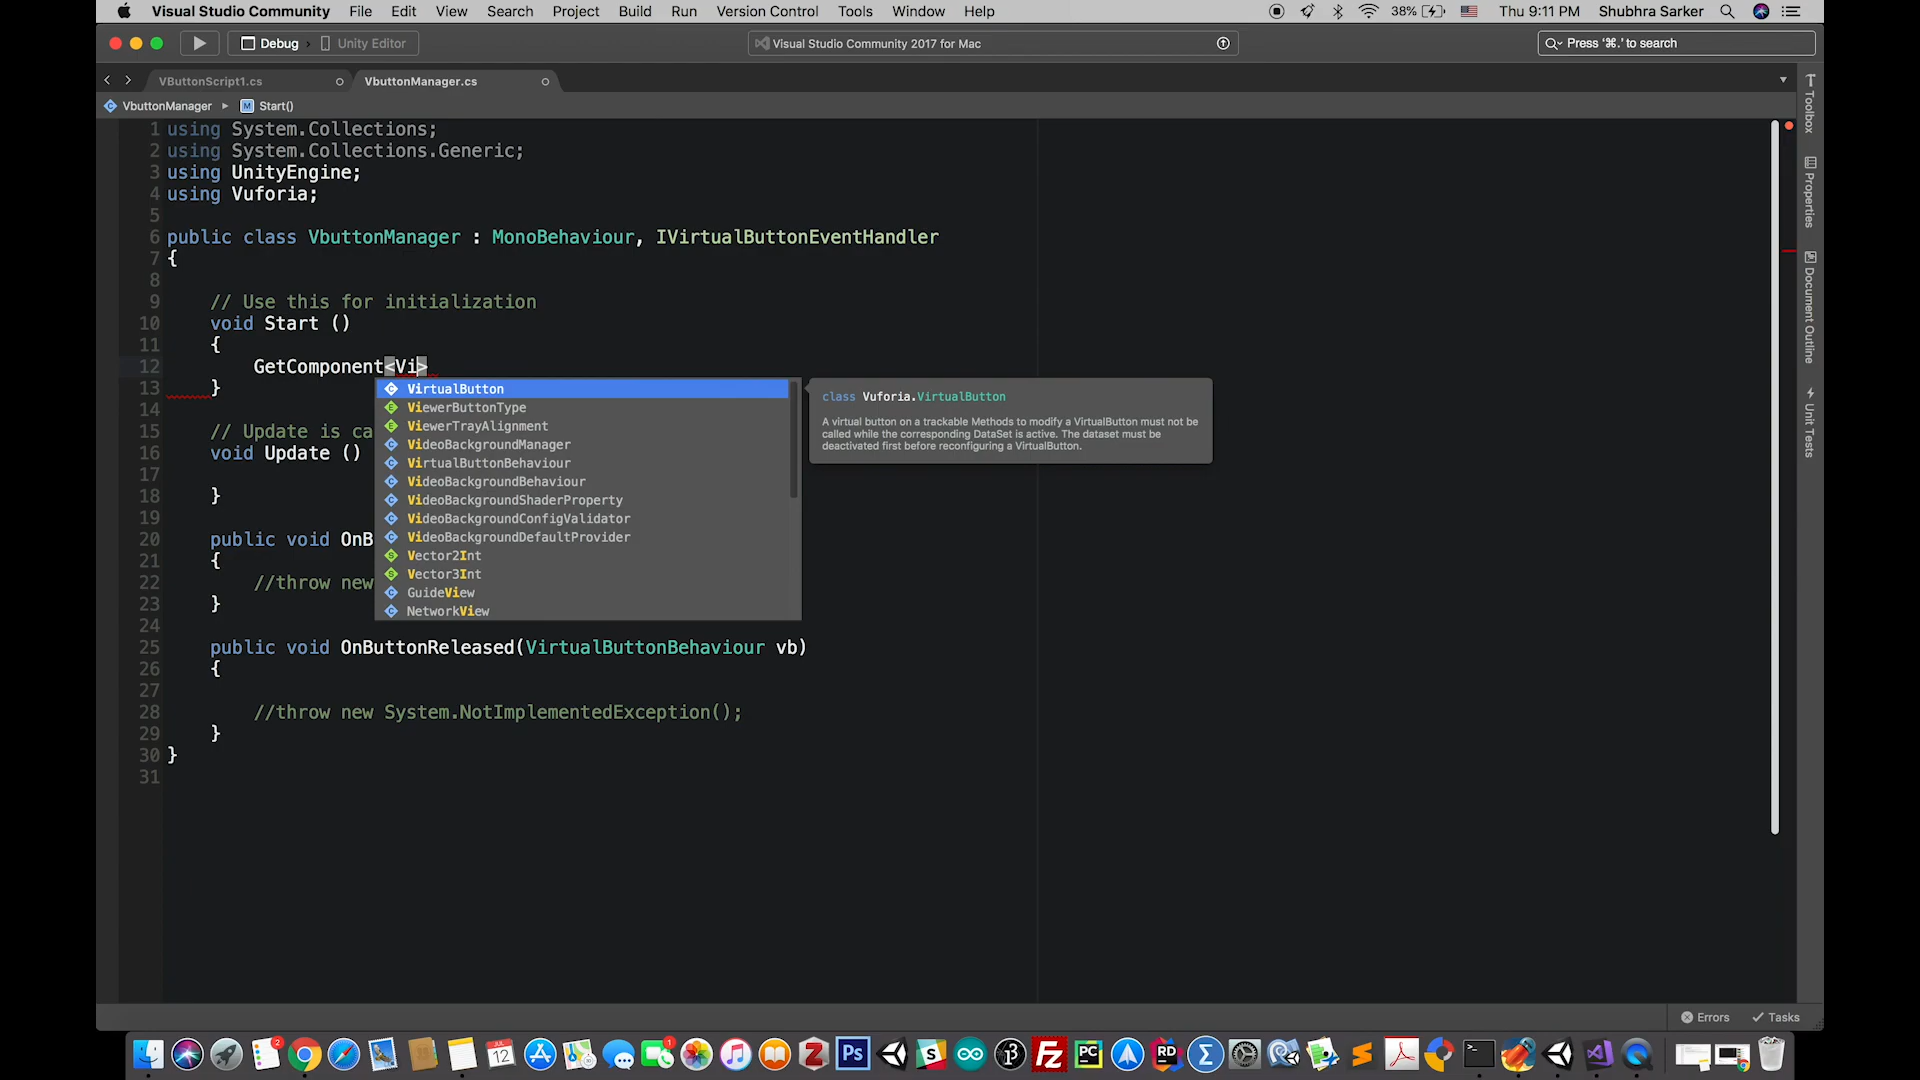 Visual Studio Community File Edit View Search Project Build Run Version Control Tools Window Help 38% Thu 9:11 PM Shubhra Sarker
Debug Unity Editor Visual Studio Community 2017 for Mac Press ‘⌘.’ to search
VButtonScript1.cs VbuttonManager.cs
VbuttonManager Start()
1 using System.Collections;
2 using System.Collections.Generic;
3 using UnityEngine;
4 using Vuforia;
5
6 public class VbuttonManager : MonoBehaviour, IVirtualButtonEventHandler
7 {
8
9 // Use this for initialization
10 void Start ()
11 {
12 GetComponent<Vi>
13 }
14
15 // Update is ca
16 void Update ()
17
18 }
19
20 public void OnB
21 {
22 //throw new
23 }
24
25 public void OnButtonReleased(VirtualButtonBehaviour vb)
26 {
27
28 //throw new System.NotImplementedException();
29 }
30 }
31
VirtualButton
ViewerButtonType
ViewerTrayAlignment
VideoBackgroundManager
VirtualButtonBehaviour
VideoBackgroundBehaviour
VideoBackgroundShaderProperty
VideoBackgroundConfigValidator
VideoBackgroundDefaultProvider
Vector2Int
Vector3Int
GuideView
NetworkView
class Vuforia.VirtualButton
A virtual button on a trackable Methods to modify a VirtualButton must not be
called while the corresponding DataSet is active. The dataset must be
deactivated first before reconfiguring a VirtualButton.
Toolbox
Properties
Document Outline
Unit Tests
Errors Tasks
2 JUL 12 1 Z Ps S FZ PC RD Σ